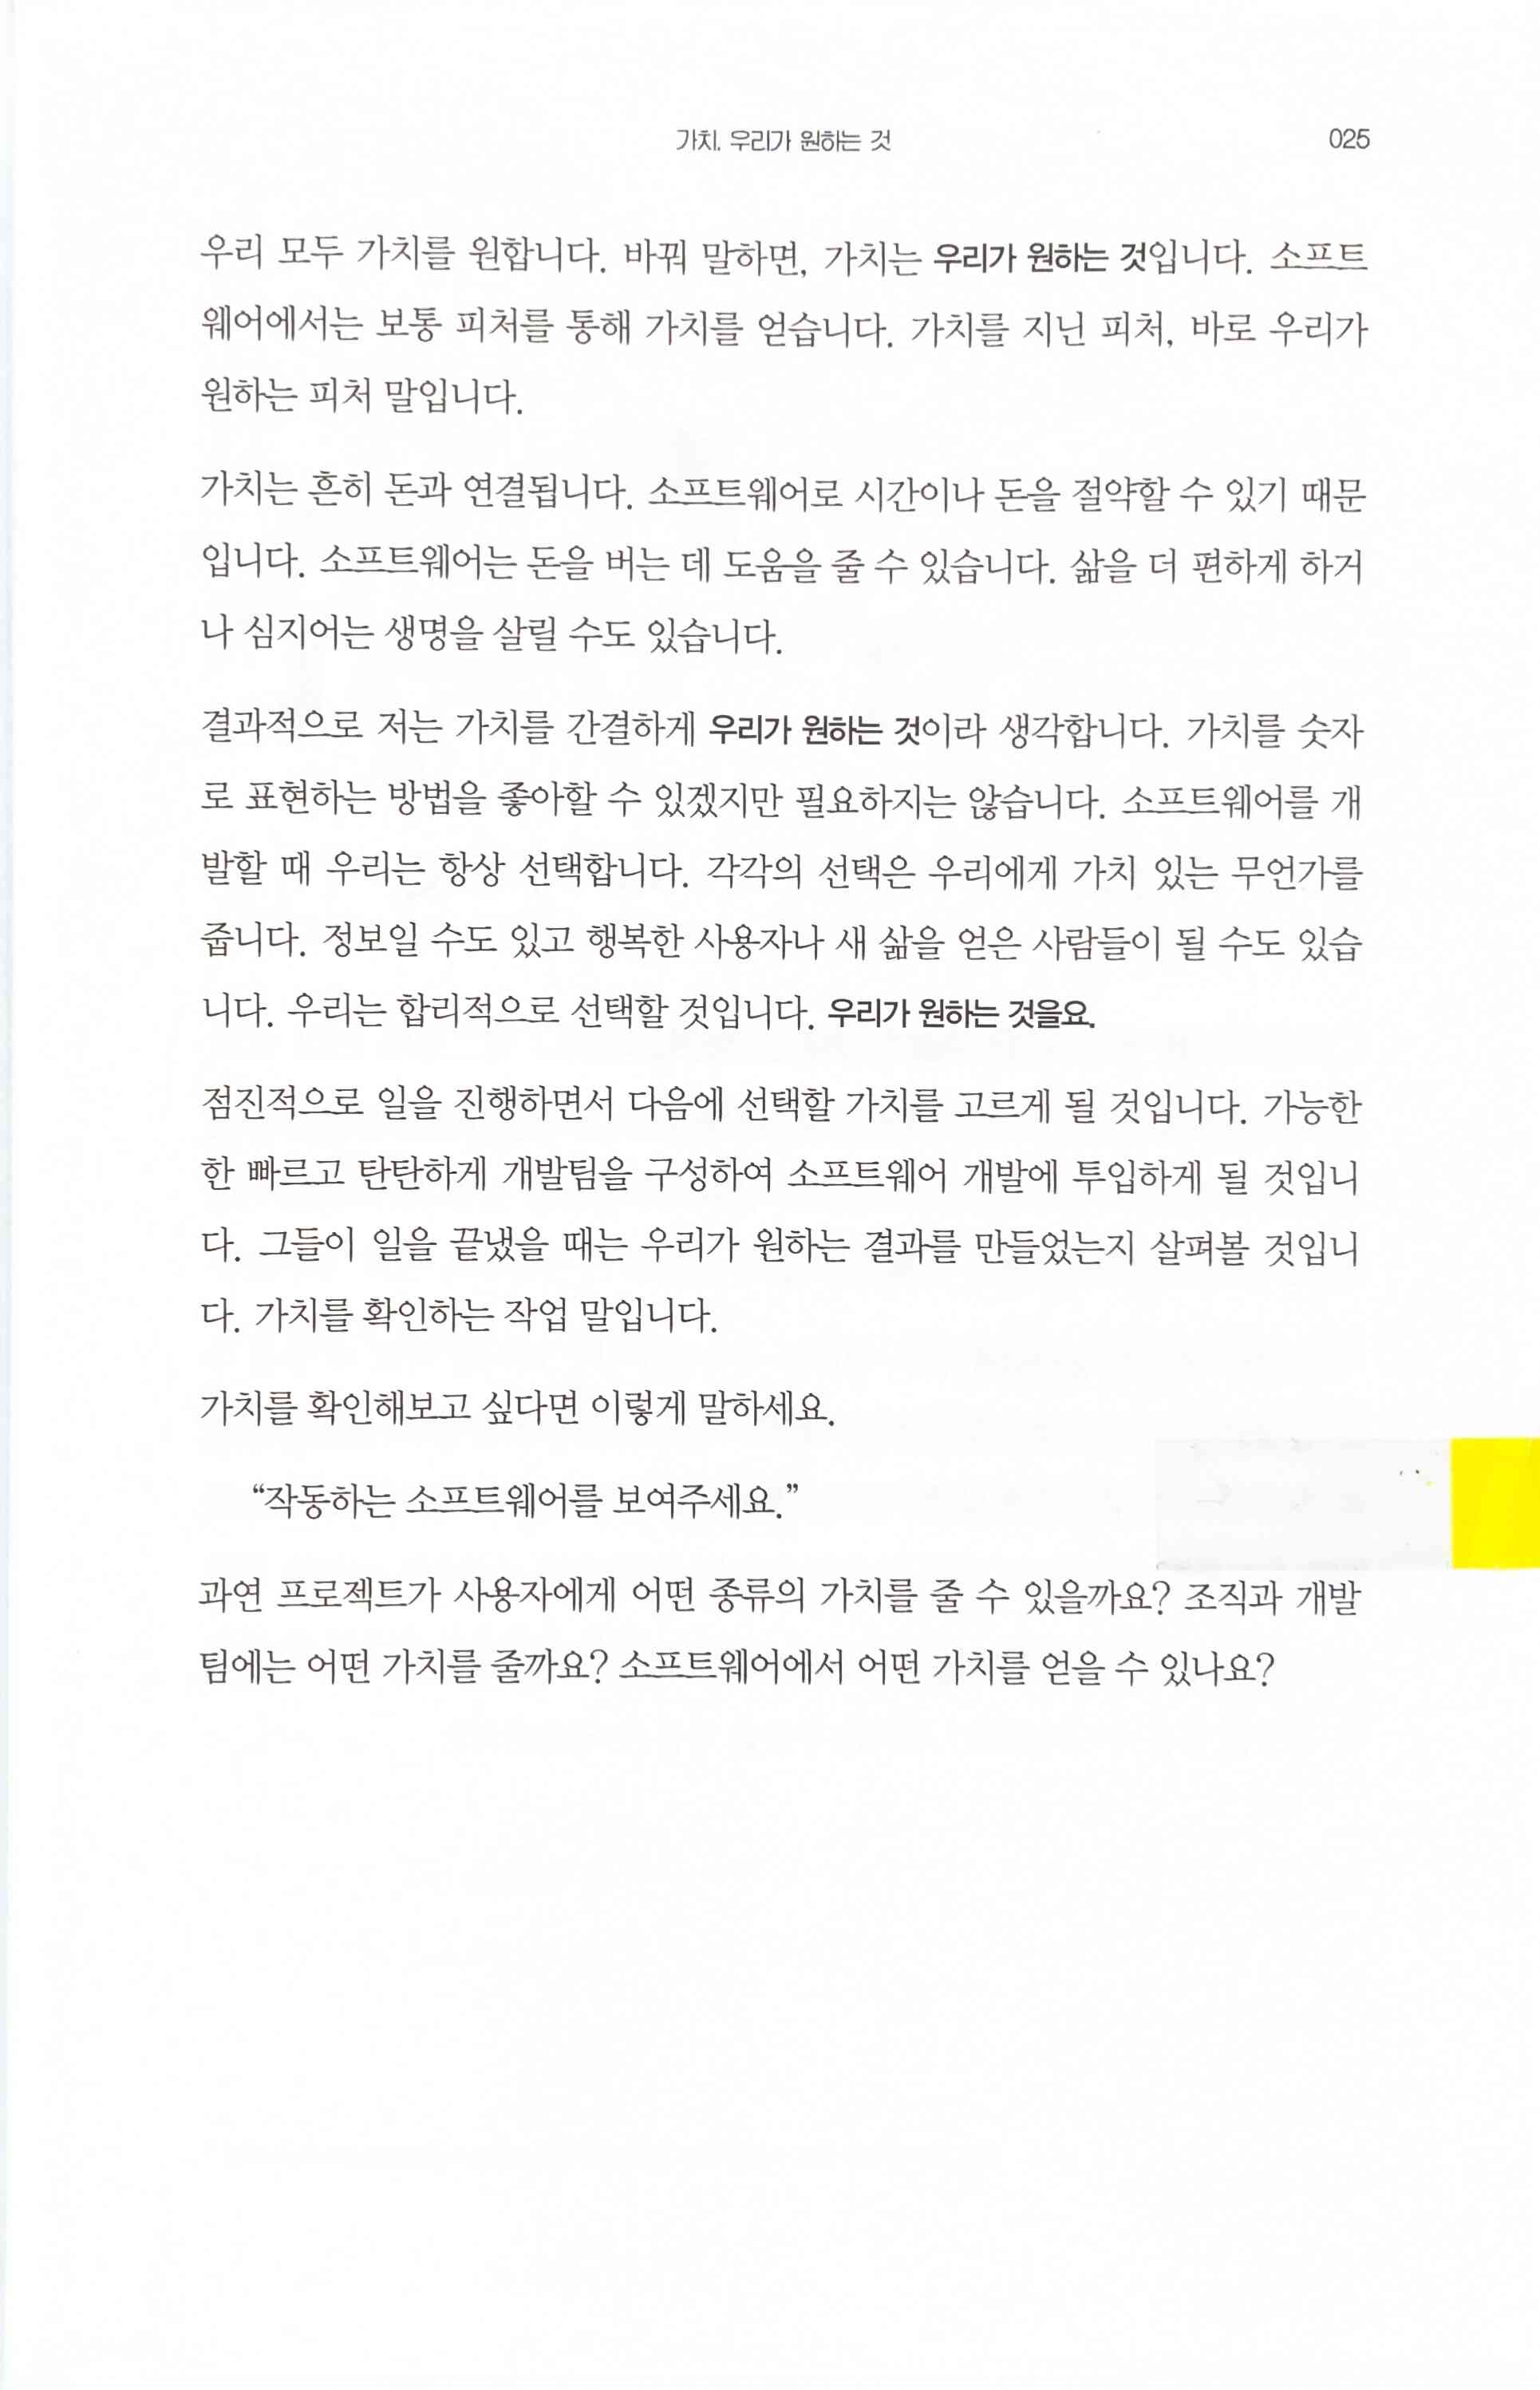 가치. 우리가 원하는 것
025
우리 모두 가치를 원합니다. 바꿔 말하면, 가치는 우리가 원하는 것입니다. 소프트
웨어에서는 보통 피처를 통해 가치를 얻습니다. 가치를 지닌 피처, 바로 우리가
원하는 피처 말입니다.
가치는 흔히 돈과 연결됩니다. 소프트웨어로 시간이나 돈을 절약할 수 있기 때문
입니다. 소프트웨어는 돈을 버는 데 도움을 줄 수 있습니다. 삶을 더 편하게 하거
나 심지어는 생명을 살릴 수도 있습니다.
결과적으로 저는 가치를 간결하게 우리가 원하는 것이라 생각합니다. 가치를 숫자
로 표현하는 방법을 좋아할 수 있겠지만 필요하지는 않습니다. 소프트웨어를 개
발할 때 우리는 항상 선택합니다. 각각의 선택은 우리에게 가치 있는 무언가를
줍니다. 정보일 수도 있고 행복한 사용자나 새 삶을 얻은 사람들이 될 수도 있습
니다. 우리는 합리적으로 선택할 것입니다. 우리가 원하는 것을요.
점진적으로 일을 진행하면서 다음에 선택할 가치를 고르게 될 것입니다. 가능한
한 빠르고 탄탄하게 개발팀을 구성하여 소프트웨어 개발에 투입하게 될 것입니
다. 그들이 일을 끝냈을 때는 우리가 원하는 결과를 만들었는지 살펴볼 것입니
다. 가치를 확인하는 작업 말입니다.
가치를 확인해보고 싶다면 이렇게 말하세요.
“작동하는 소프트웨어를 보여주세요.”
과연 프로젝트가 사용자에게 어떤 종류의 가치를 줄 수 있을까요? 조직과 개발
팀에는 어떤 가치를 줄까요? 소프트웨어에서 어떤 가치를 얻을 수 있나요?